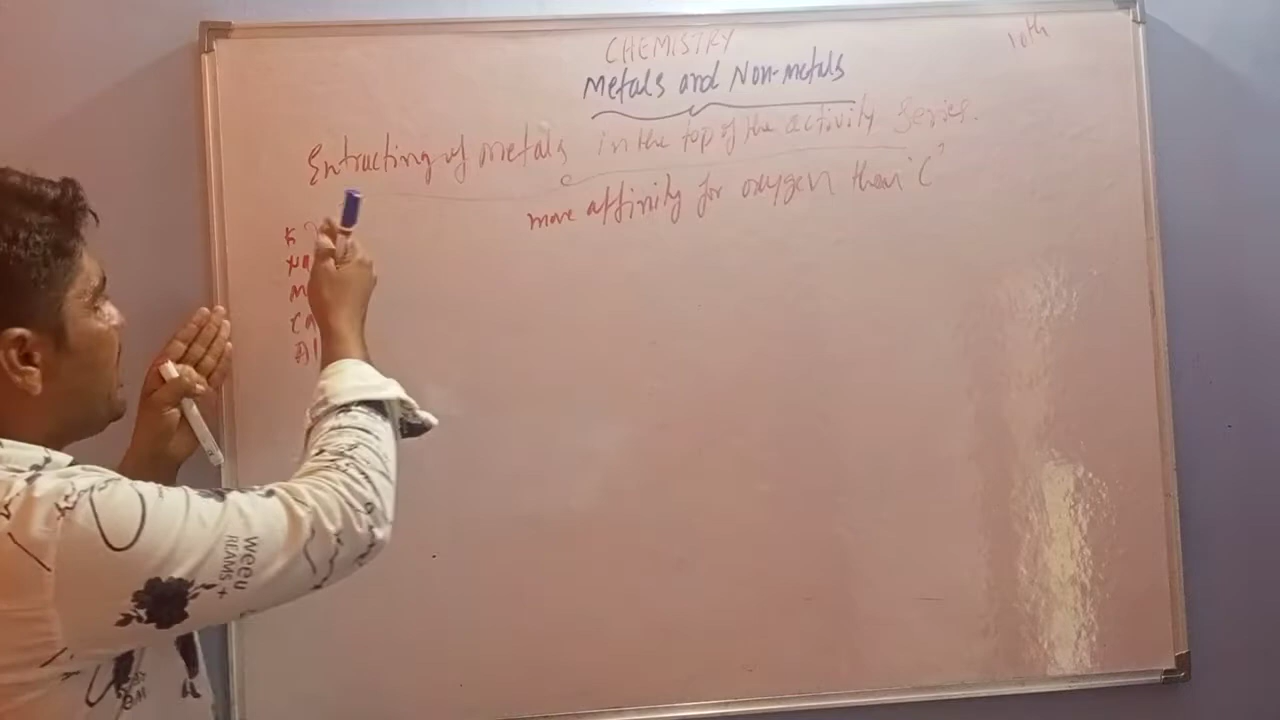 CHEMISTRY
10th
Metals and Non-metals
Extracting of metals in the top of the activity series.
more affinity for oxygen than 'C'
K
Na
M
Ca
Al
weeu
REAMS+